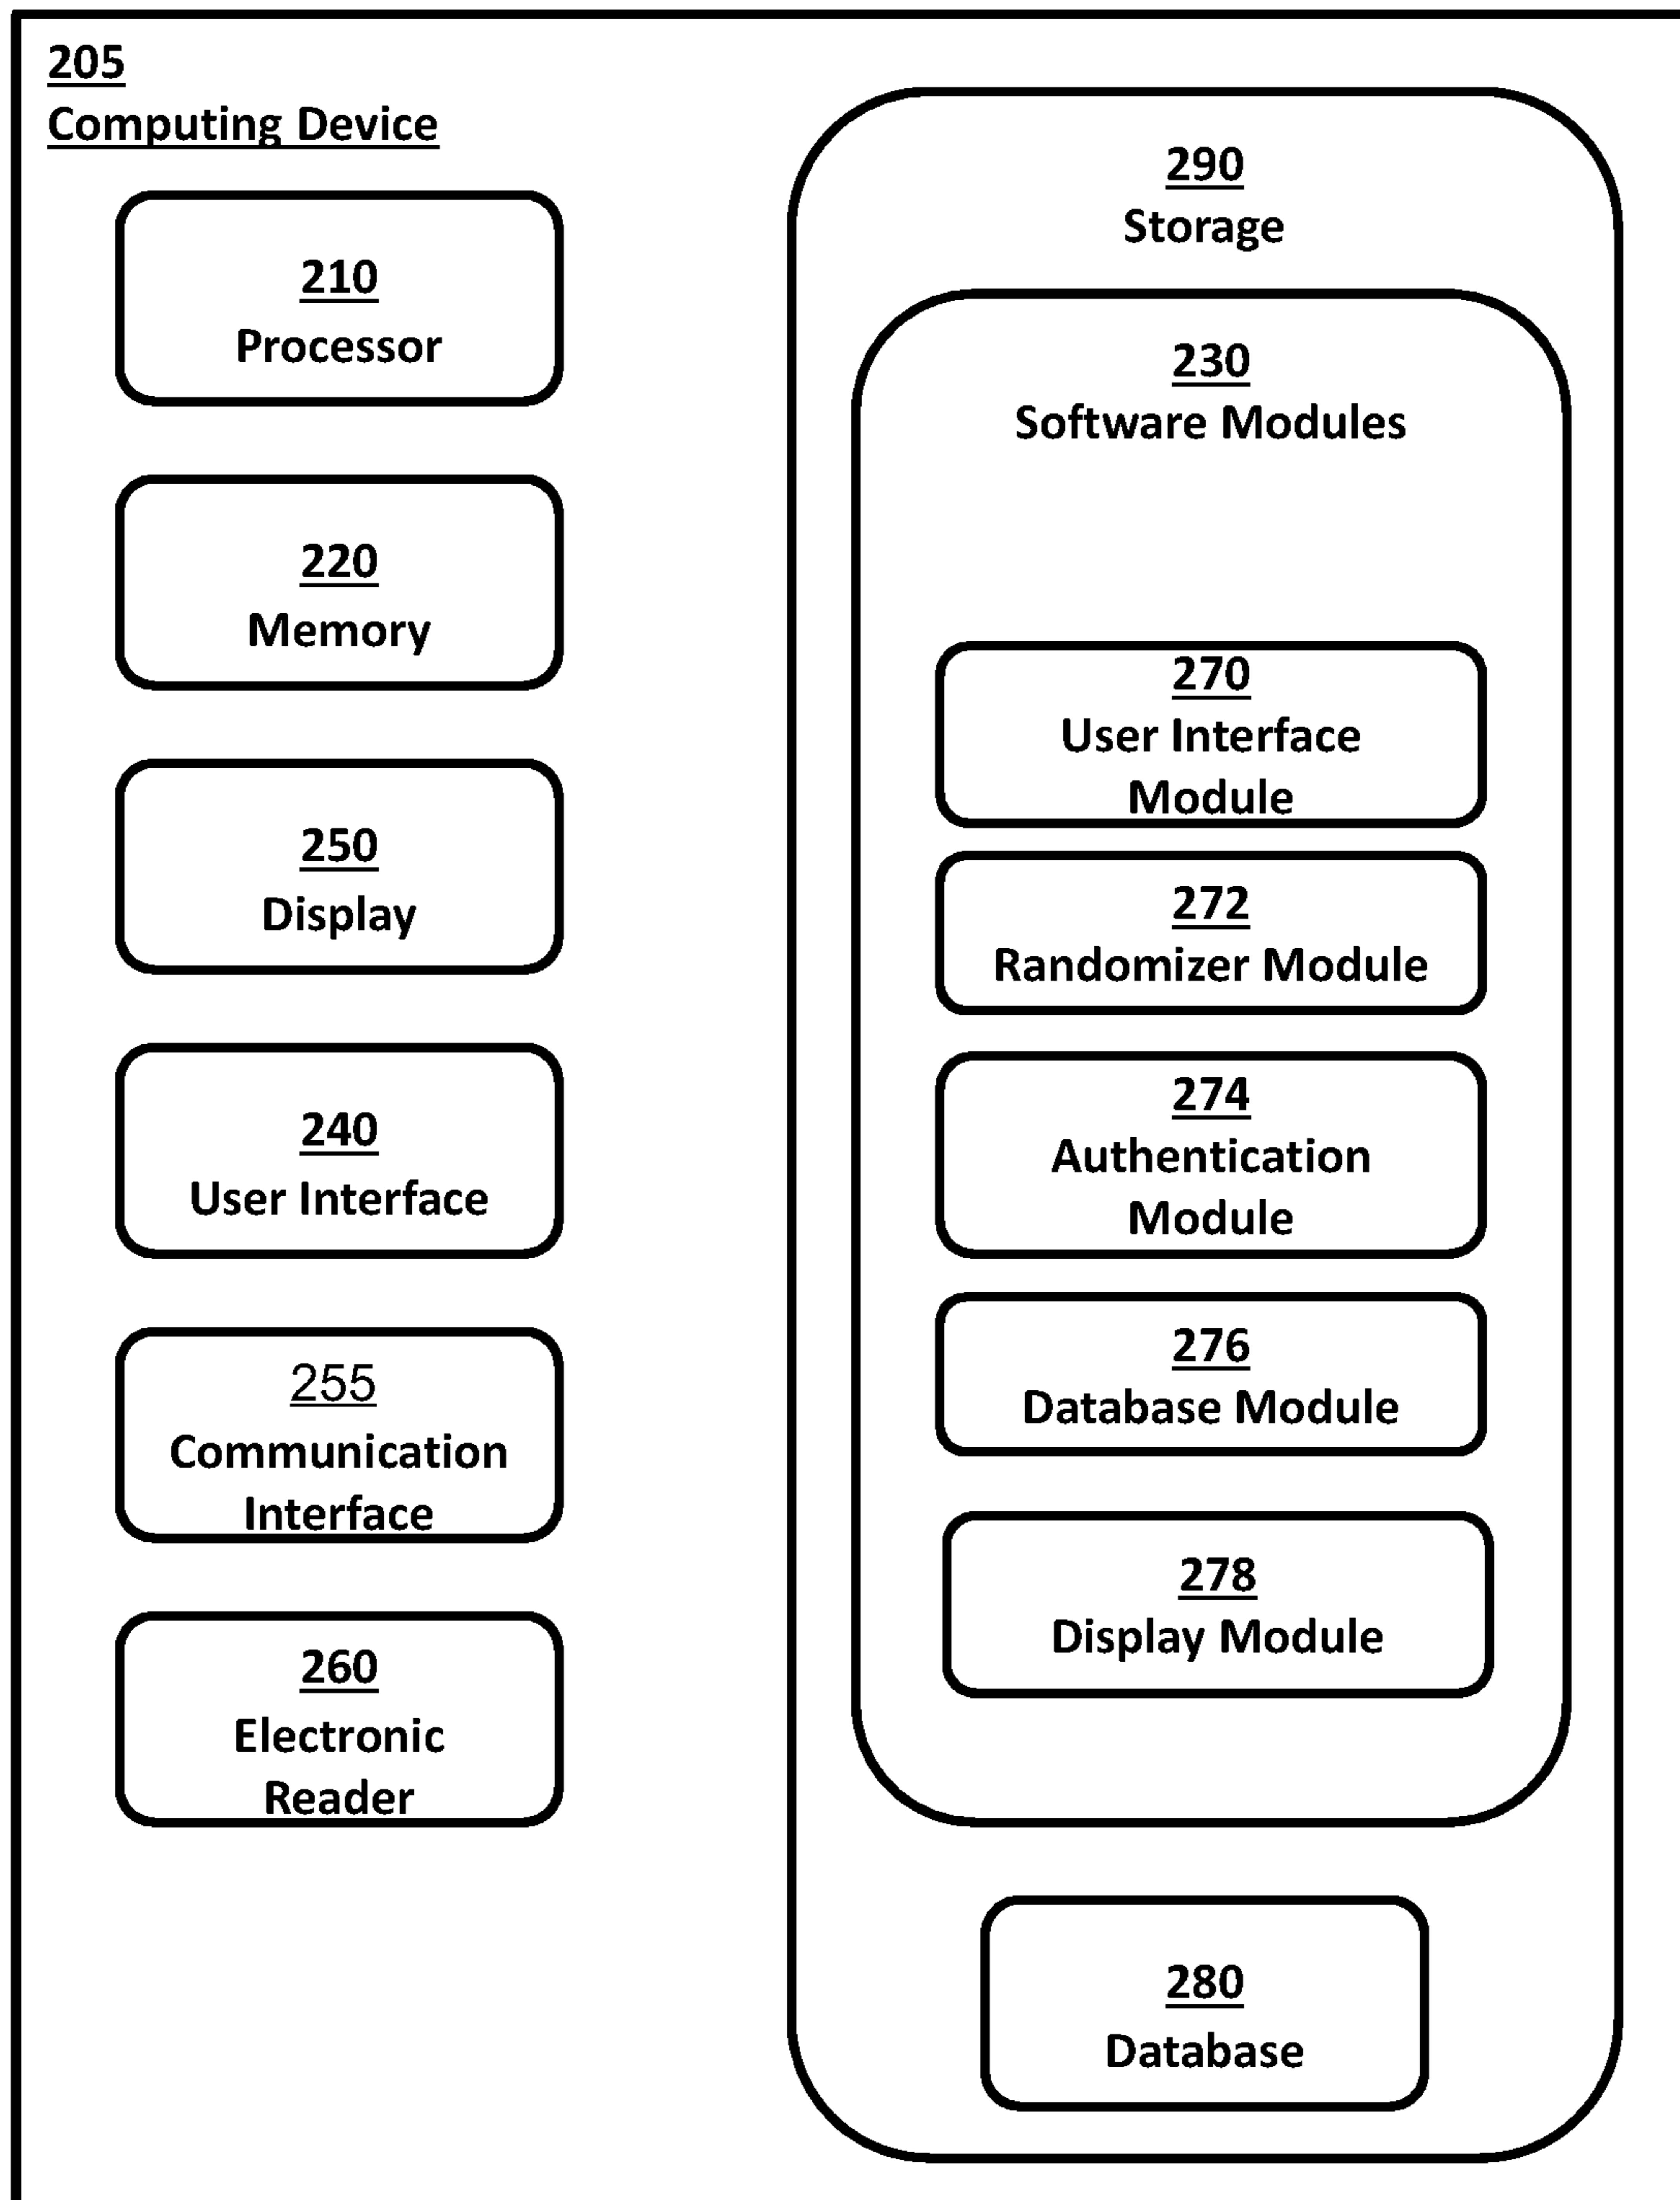 205
Computing Device
210
Processor
220
Memory
250
Display
240
User Interface
255
Communication
Interface
260
Electronic
Reader
290
Storage
230
Software Modules
270
User Interface
Module
272
Randomizer Module
274
Authentication
Module
276
Database Module
278
Display Module
280
Database